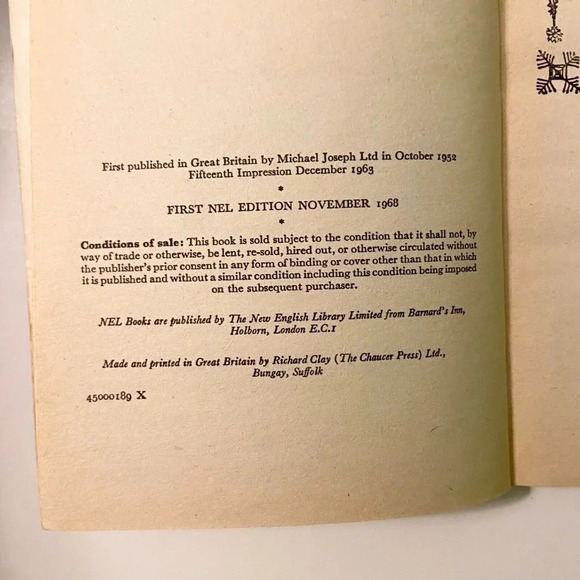 First published in Great Britain by Michael Joseph Ltd in October 1952
Fifteenth Impression December 1963
*
FIRST NEL EDITION NOVEMBER 1968
*
Conditions of sale: This book is sold subject to the condition that it shall not, by
way of trade or otherwise, be lent, re-sold, hired out, or otherwise circulated without
the publisher's prior consent in any form of binding or cover other than that in which
it is published and without a similar condition including this condition being imposed
on the subsequent purchaser.
NEL Books are published by The New English Library Limited from Barnard's Inn,
Holborn, London E.C.1
Made and printed in Great Britain by Richard Clay (The Chaucer Press) Ltd.,
Bungay, Suffolk
45000189 X